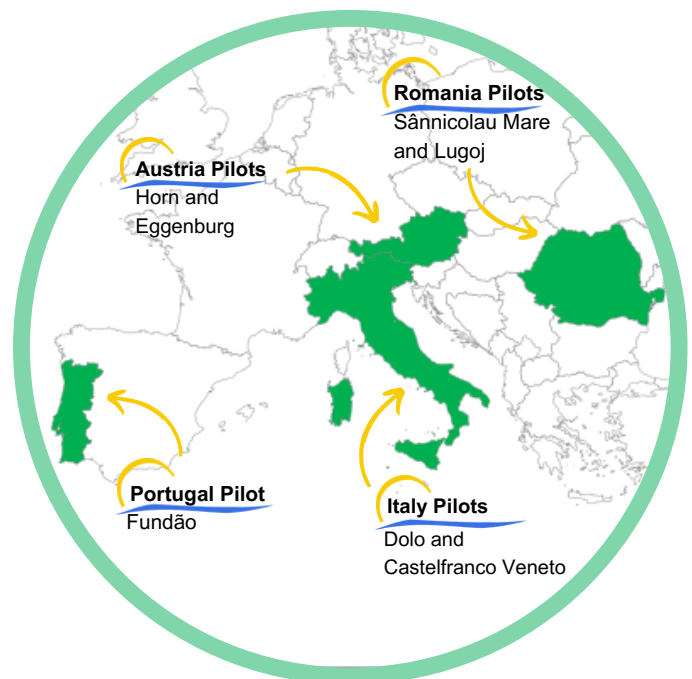 Romania Pilots
Sânnicolau Mare
and Lugoj
Austria Pilots
Horn and
Eggenburg
Portugal Pilot
Fundão
Italy Pilots
Dolo and
Castelfranco Veneto